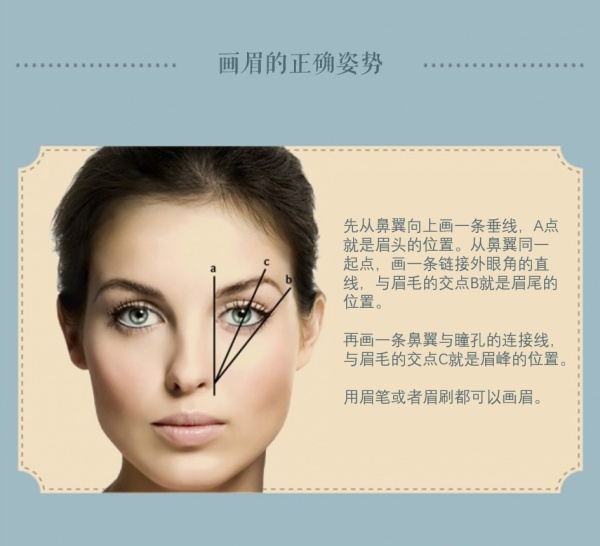 画眉的正确姿势
先从鼻翼向上画一条垂线，A点
就是眉头的位置。从鼻翼同一
起点，画一条链接外眼角的直
线，与眉毛的交点B就是眉尾的
位置。
再画一条鼻翼与瞳孔的连接线，
与眉毛的交点C就是眉峰的位置。
用眉笔或者眉刷都可以画眉。
a
c
b